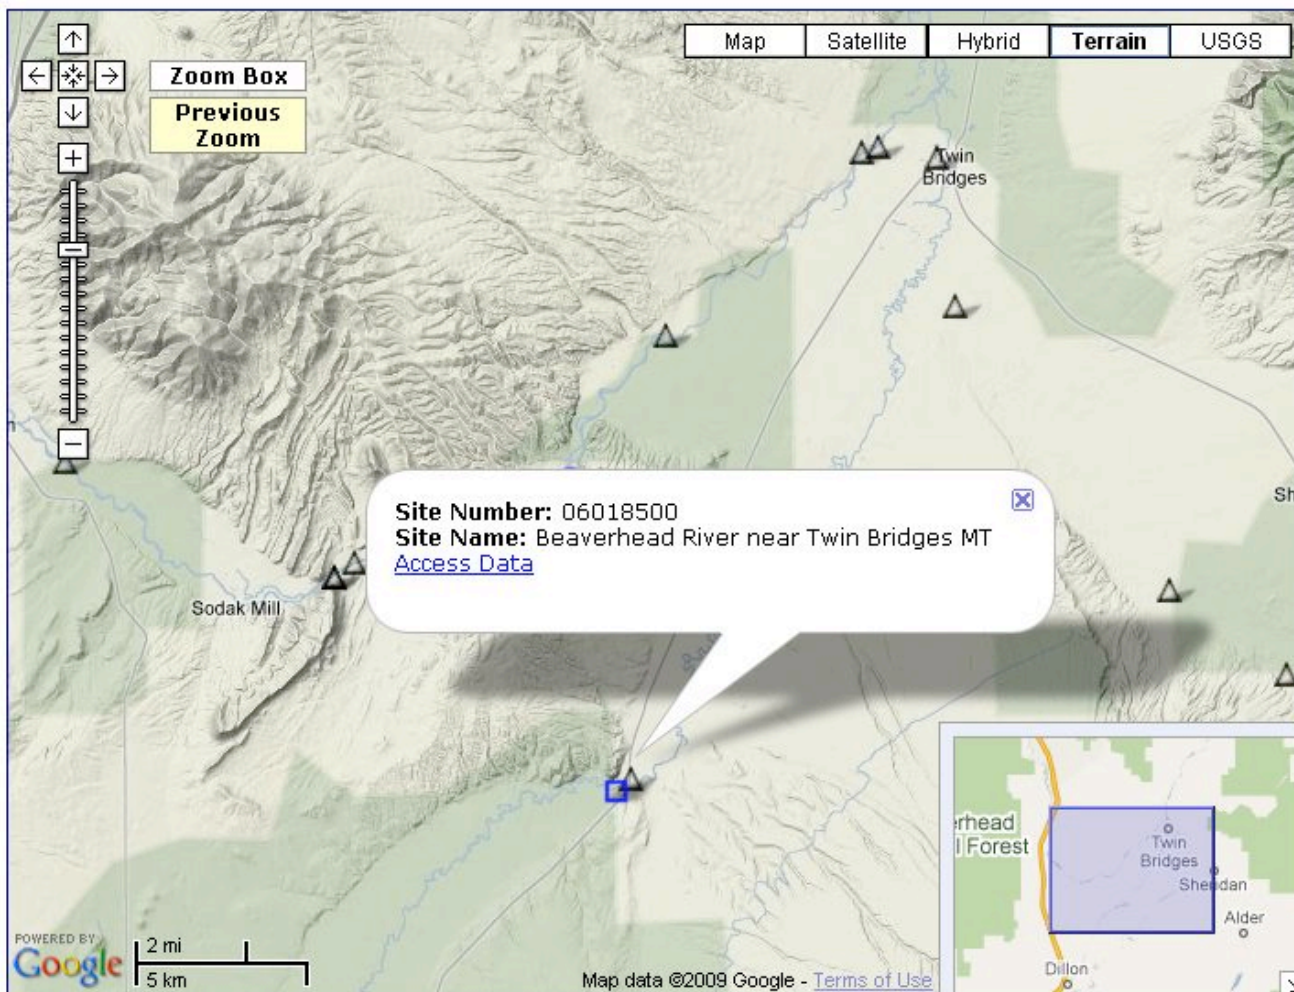 Map Satellite Hybrid Terrain USGS
Zoom Box
Previous
Zoom
Twin
Bridges
Sh
Site Number: 06018500
Site Name: Beaverhead River near Twin Bridges MT
Access Data
Sodak Mill
erhead
l Forest
Twin
Bridges
Sheridan
Alder
Dillon
POWERED BY
Google
2 mi
5 km
Map data ©2009 Google - Terms of Use